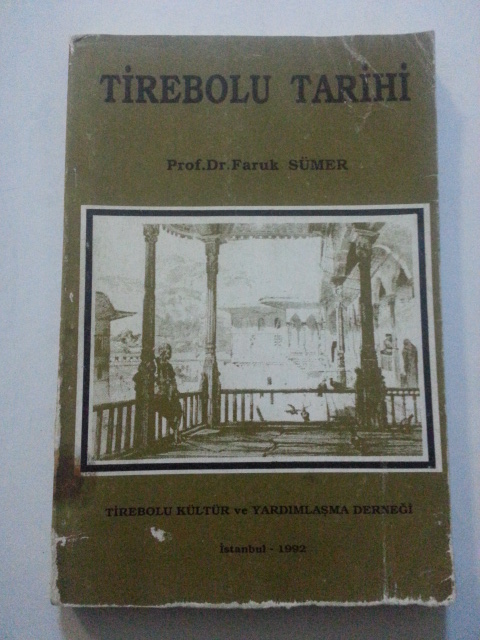 TİREBOLU TARİHİ
Prof.Dr.Faruk SÜMER
TİREBOLU KÜLTÜR ve YARDIMLAŞMA DERNEĞİ
İstanbul - 1992